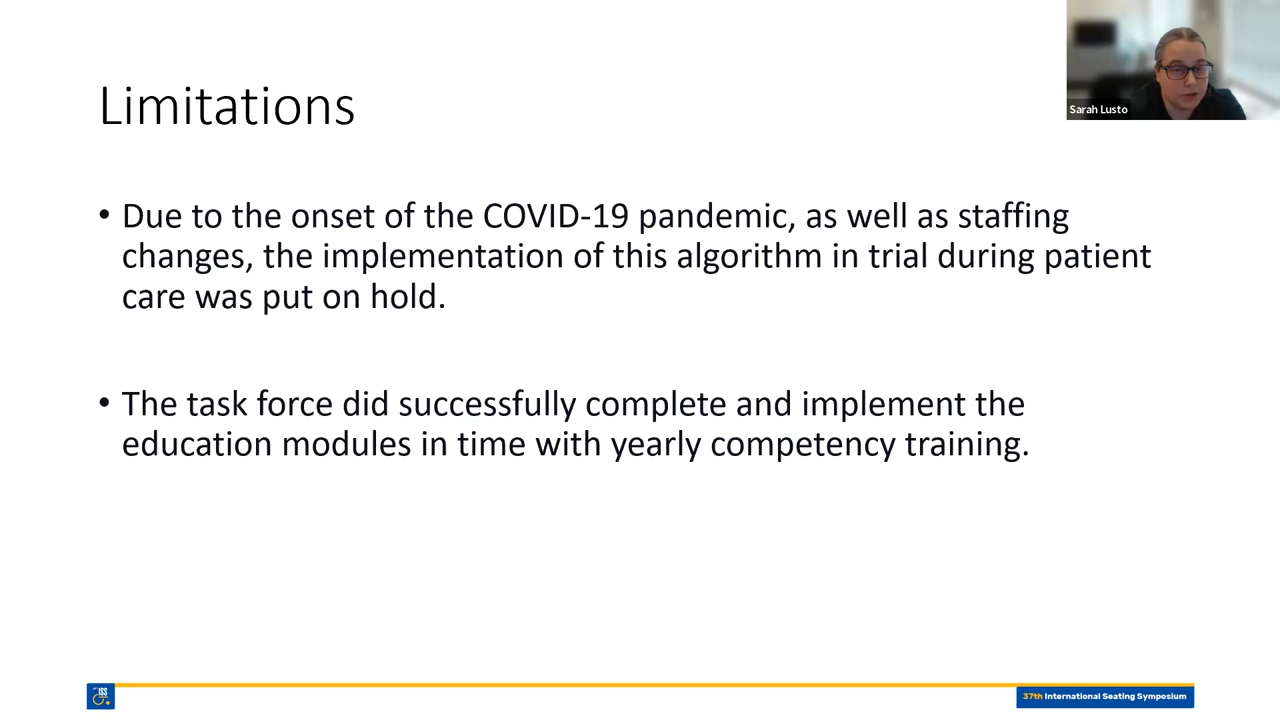 Sarah Lusto
Limitations
• Due to the onset of the COVID-19 pandemic, as well as staffing
changes, the implementation of this algorithm in trial during patient
care was put on hold.
• The task force did successfully complete and implement the
education modules in time with yearly competency training.
ISS
37th International Seating Symposium